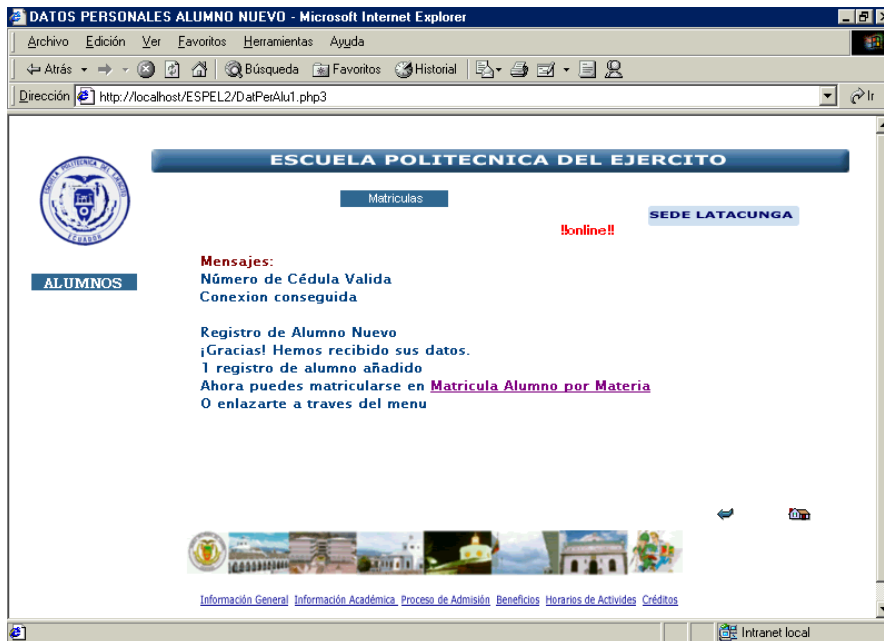 DATOS PERSONALES ALUMNO NUEVO - Microsoft Internet Explorer
Archivo Edición Ver Favoritos Herramientas Ayuda
Atrás Búsqueda Favoritos Historial
Dirección http://localhost/ESPEL2/DatPerAlu1.php3 Ir
ESCUELA POLITECNICA DEL EJERCITO
Matriculas
SEDE LATACUNGA
!!online!!
ECUADOR
ALUMNOS
Mensajes:
Número de Cédula Valida
Conexion conseguida
Registro de Alumno Nuevo
¡Gracias! Hemos recibido sus datos.
1 registro de alumno añadido
Ahora puedes matricularse en Matricula Alumno por Materia
O enlazarte a traves del menu
Información General Información Académica Proceso de Admisión Beneficios Horarios de Activides Créditos
Intranet local